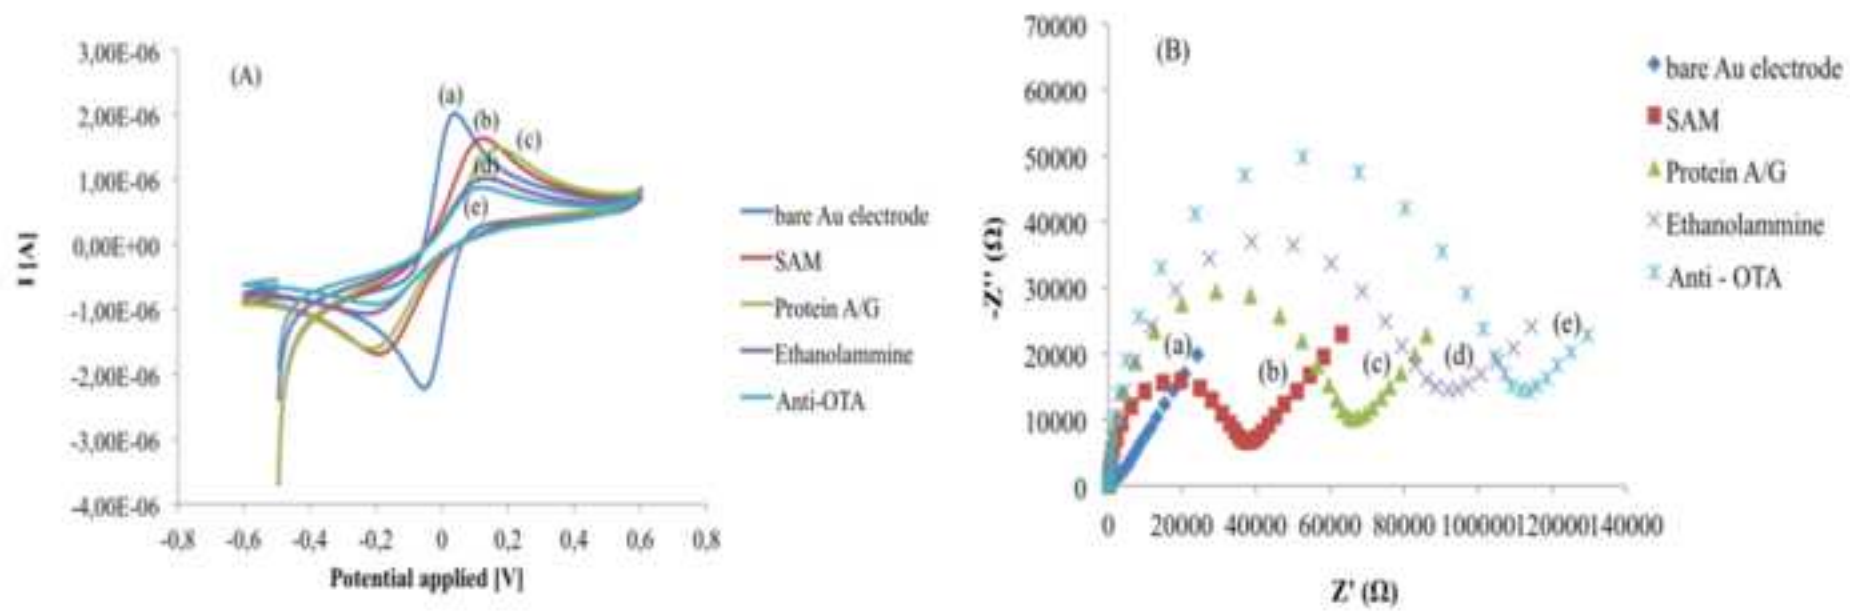 (A)
3,00E-06
2,00E-06
1,00E-06
0,00E+00
-1,00E-06
-2,00E-06
-3,00E-06
-4,00E-06
I [A]
(a)
(b)
(c)
(d)
(e)
-0,8 -0,6 -0,4 -0,2 0 0,2 0,4 0,6 0,8
Potential applied [V]
bare Au electrode
SAM
Protein A/G
Ethanolammine
Anti-OTA
(B)
70000
60000
50000
40000
30000
20000
10000
0
-Z'' (Ω)
(a)
(b)
(c)
(d)
(e)
0 20000 40000 60000 80000 100000 120000 140000
Z' (Ω)
bare Au electrode
SAM
Protein A/G
Ethanolammine
Anti - OTA